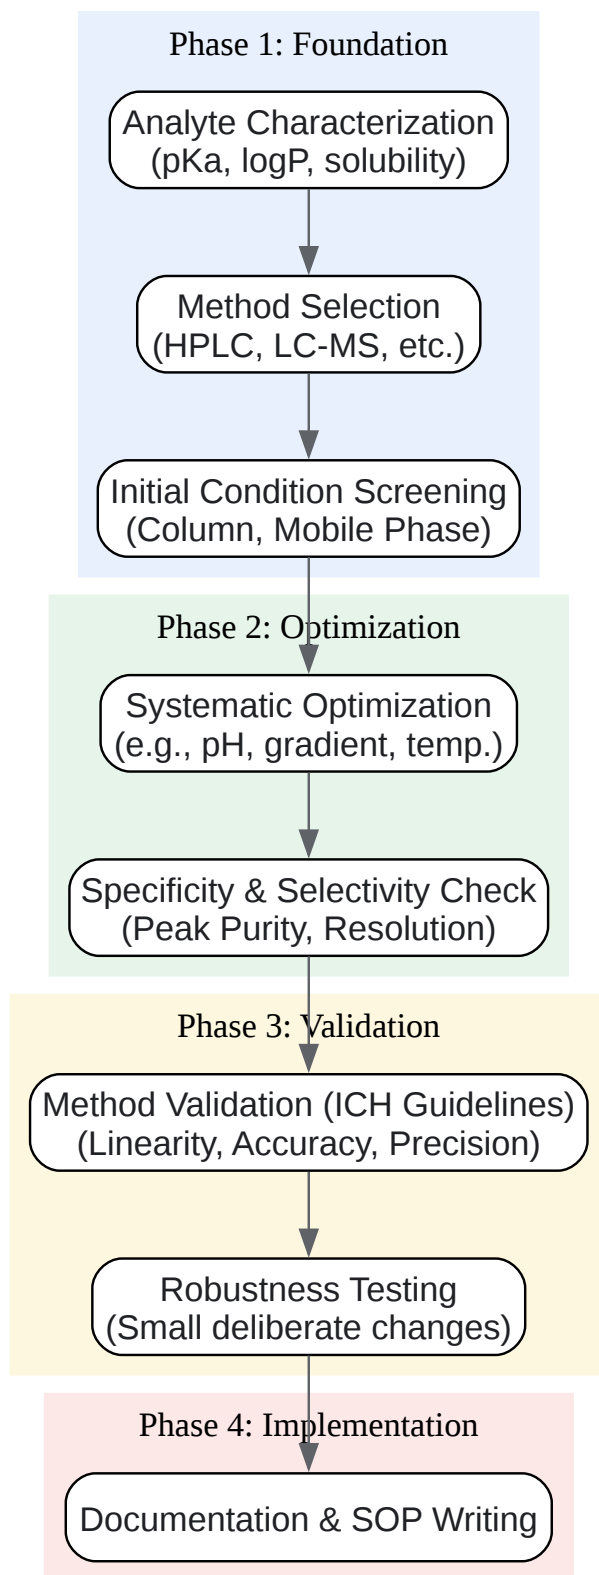 Phase 1: Foundation
Analyte Characterization
(pKa, logP, solubility)
Method Selection
(HPLC, LC-MS, etc.)
Initial Condition Screening
(Column, Mobile Phase)
Phase 2: Optimization
Systematic Optimization
(e.g., pH, gradient, temp.)
Specificity & Selectivity Check
(Peak Purity, Resolution)
Phase 3: Validation
Method Validation (ICH Guidelines)
(Linearity, Accuracy, Precision)
Robustness Testing
(Small deliberate changes)
Phase 4: Implementation
Documentation & SOP Writing